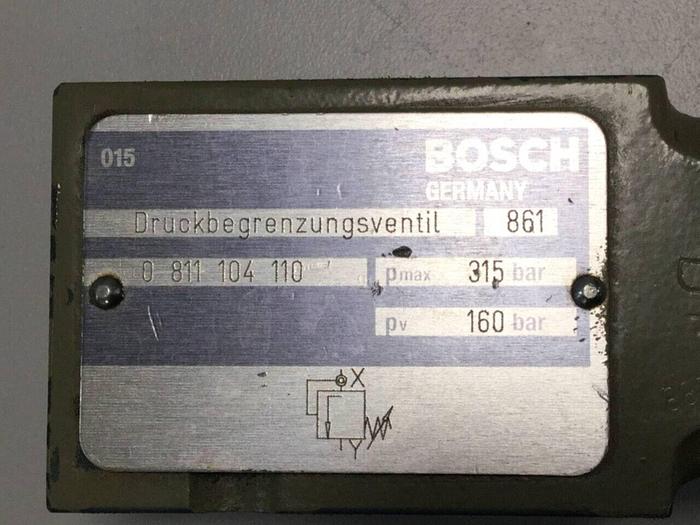 015
BOSCH
GERMANY
Druckbegrenzungsventil 861
0 811 104 110 pmax 315 bar
pv 160 bar
X
Y